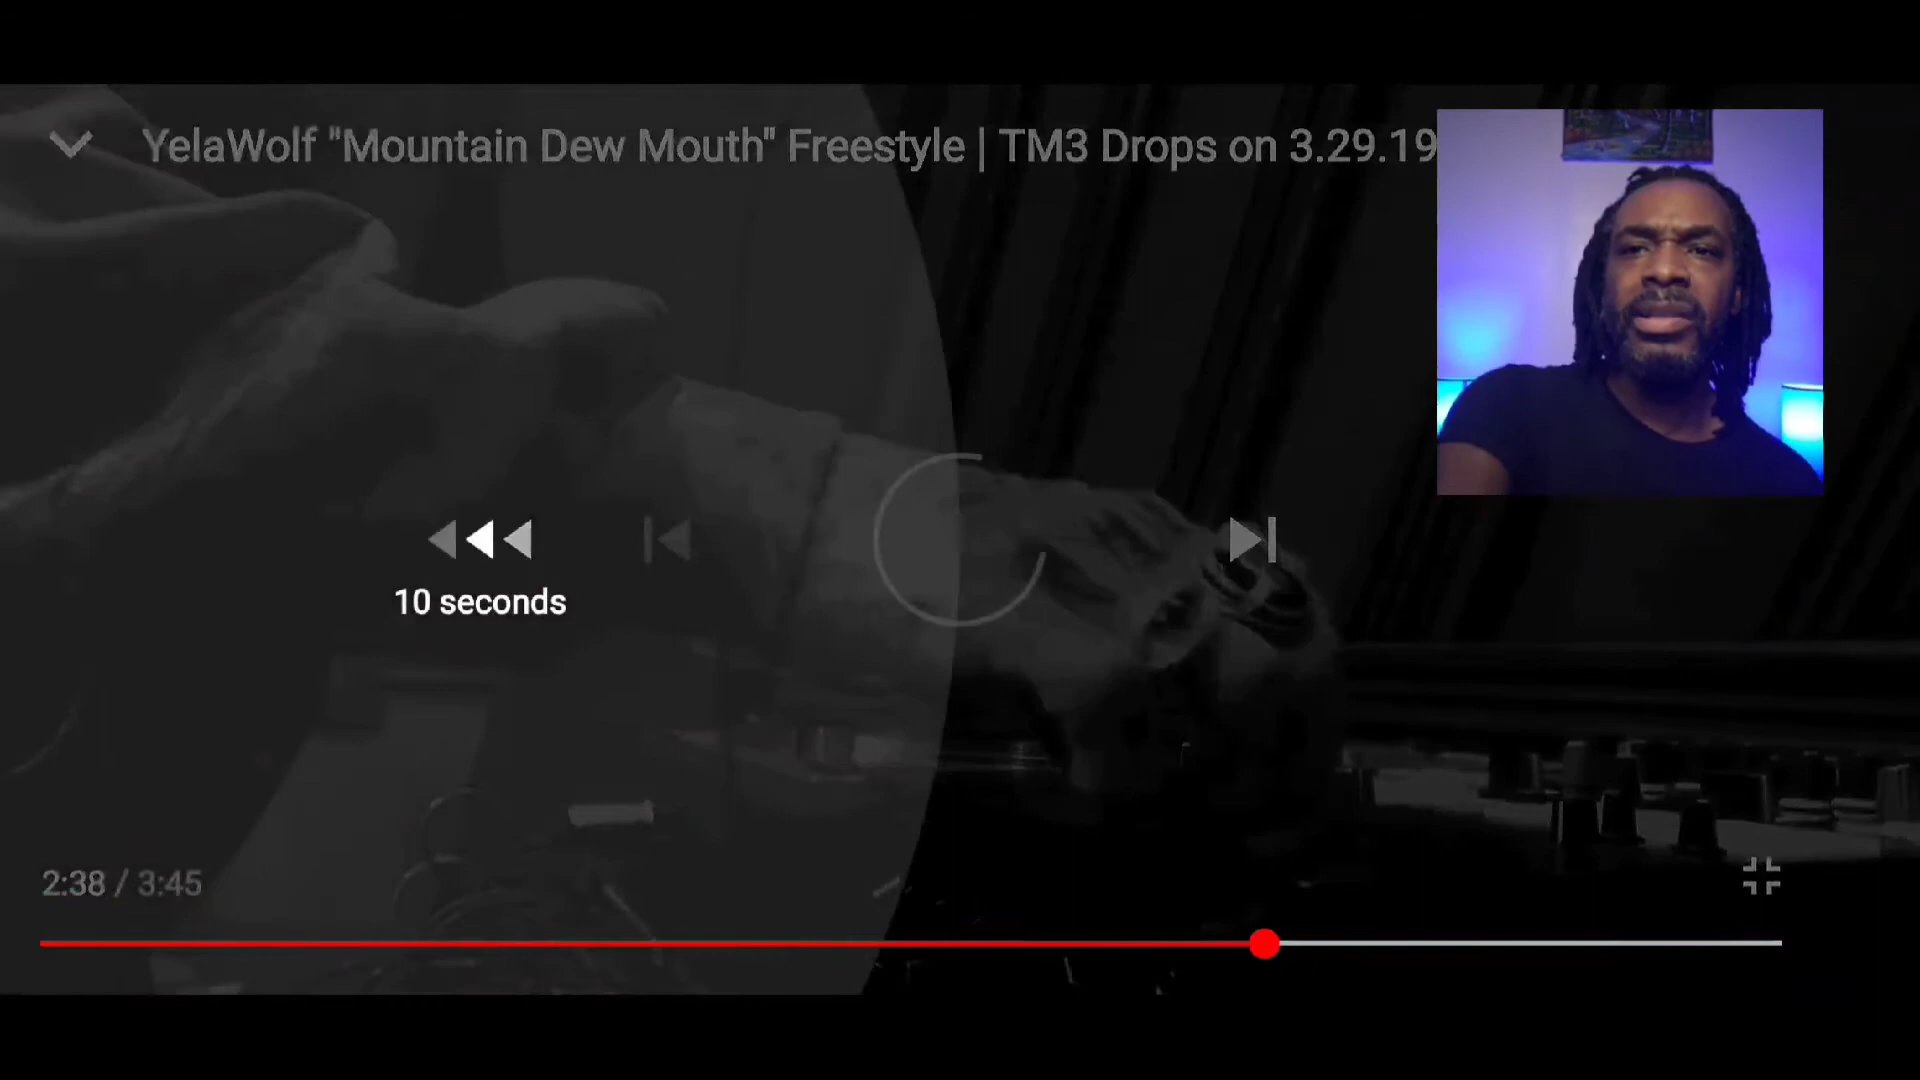 YelaWolf "Mountain Dew Mouth" Freestyle | TM3 Drops on 3.29.19
10 seconds
2:38 / 3:45